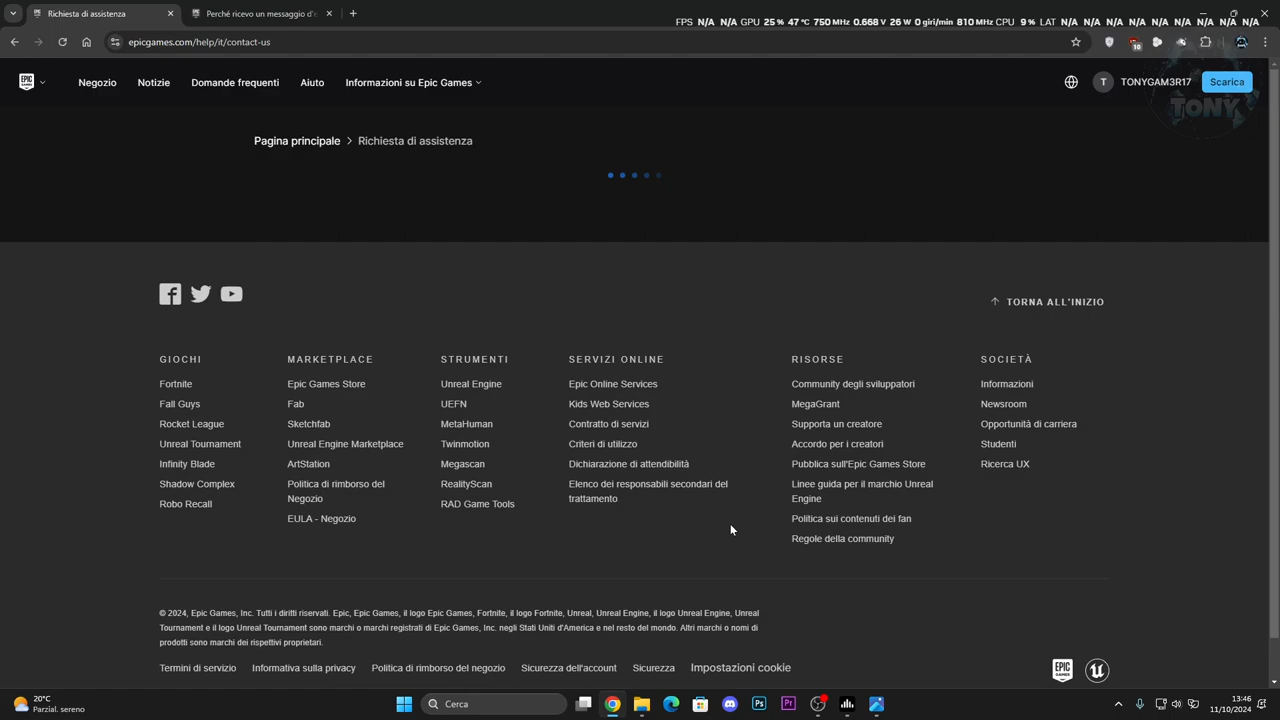 Richiesta di assistenza
Perché ricevo un messaggio d'e
FPS N/A N/A GPU 25 % 47 °C 750 MHz 0.668 V 26 W 0 giri/min 810 MHz CPU 9 % LAT N/A N/A N/A N/A N/A N/A N/A
epicgames.com/help/it/contact-us
10
EPIC GAMES
Negozio
Notizie
Domande frequenti
Aiuto
Informazioni su Epic Games
T
TONYGAM3R17
Scarica
TONY
Pagina principale
Richiesta di assistenza
TORNA ALL'INIZIO
GIOCHI
Fortnite
Fall Guys
Rocket League
Unreal Tournament
Infinity Blade
Shadow Complex
Robo Recall
MARKETPLACE
Epic Games Store
Fab
Sketchfab
Unreal Engine Marketplace
ArtStation
Politica di rimborso del
Negozio
EULA - Negozio
STRUMENTI
Unreal Engine
UEFN
MetaHuman
Twinmotion
Megascan
RealityScan
RAD Game Tools
SERVIZI ONLINE
Epic Online Services
Kids Web Services
Contratto di servizi
Criteri di utilizzo
Dichiarazione di attendibilità
Elenco dei responsabili secondari del
trattamento
RISORSE
Community degli sviluppatori
MegaGrant
Supporta un creatore
Accordo per i creatori
Pubblica sull'Epic Games Store
Linee guida per il marchio Unreal
Engine
Politica sui contenuti dei fan
Regole della community
SOCIETÀ
Informazioni
Newsroom
Opportunità di carriera
Studenti
Ricerca UX
© 2024, Epic Games, Inc. Tutti i diritti riservati. Epic, Epic Games, il logo Epic Games, Fortnite, il logo Fortnite, Unreal, Unreal Engine, il logo Unreal Engine, Unreal
Tournament e il logo Unreal Tournament sono marchi o marchi registrati di Epic Games, Inc. negli Stati Uniti d'America e nel resto del mondo. Altri marchi o nomi di
prodotti sono marchi dei rispettivi proprietari.
Termini di servizio
Informativa sulla privacy
Politica di rimborso del negozio
Sicurezza dell'account
Sicurezza
Impostazioni cookie
EPIC GAMES
20°C
Parzial. sereno
Cerca
Ps
Pr
13:46
11/10/2024